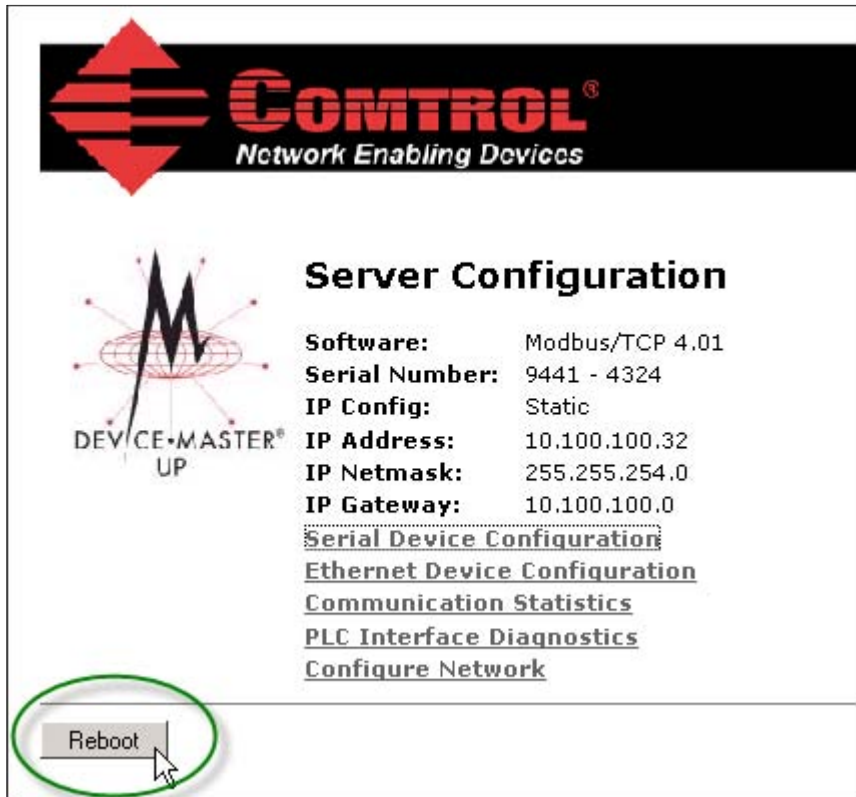 COMTROL®
Network Enabling Devices
DEVICE•MASTER®
UP
Server Configuration
Software: Modbus/TCP 4.01
Serial Number: 9441 - 4324
IP Config: Static
IP Address: 10.100.100.32
IP Netmask: 255.255.254.0
IP Gateway: 10.100.100.0
Serial Device Configuration
Ethernet Device Configuration
Communication Statistics
PLC Interface Diagnostics
Configure Network
Reboot